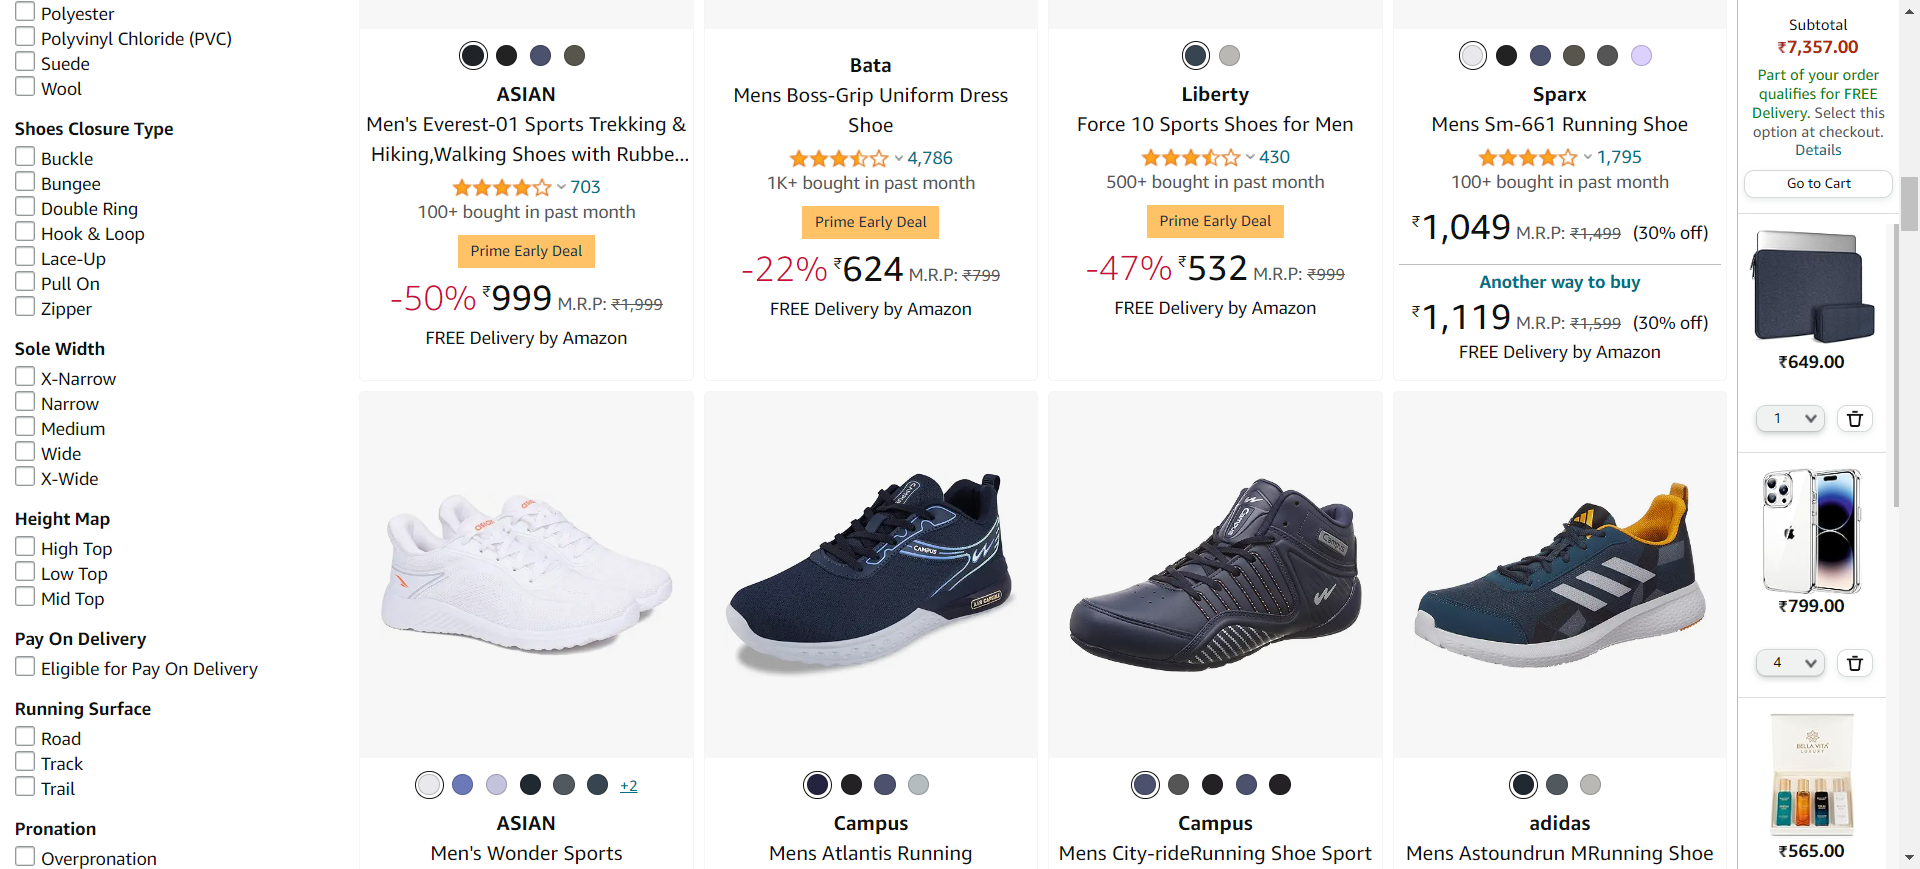 Polyester
Polyvinyl Chloride (PVC)
Suede
Wool
Shoes Closure Type
Buckle
Bungee
Double Ring
Hook & Loop
Lace-Up
Pull On
Zipper
Sole Width
X-Narrow
Narrow
Medium
Wide
X-Wide
Height Map
High Top
Low Top
Mid Top
Pay On Delivery
Eligible for Pay On Delivery
Running Surface
Road
Track
Trail
Pronation
Overpronation
ASIAN
Men's Everest-01 Sports Trekking &
Hiking,Walking Shoes with Rubbe...
703
100+ bought in past month
Prime Early Deal
-50% ₹999 M.R.P: ₹1,999
FREE Delivery by Amazon
Bata
Mens Boss-Grip Uniform Dress
Shoe
4,786
1K+ bought in past month
Prime Early Deal
-22% ₹624 M.R.P: ₹799
FREE Delivery by Amazon
Liberty
Force 10 Sports Shoes for Men
430
500+ bought in past month
Prime Early Deal
-47% ₹532 M.R.P: ₹999
FREE Delivery by Amazon
Sparx
Mens Sm-661 Running Shoe
1,795
100+ bought in past month
₹1,049 M.R.P: ₹1,499 (30% off)
Another way to buy
₹1,119 M.R.P: ₹1,599 (30% off)
FREE Delivery by Amazon
+2
ASIAN
Men's Wonder Sports
CAMPUS
CAMPUS
Campus
Mens Atlantis Running
Campus
Campus
Campus
Mens City-rideRunning Shoe Sport
adidas
Mens Astoundrun MRunning Shoe
Subtotal
₹7,357.00
Part of your order
qualifies for FREE
Delivery. Select this
option at checkout.
Details
Go to Cart
₹649.00
1
₹799.00
4
BELLA VITA
LUXURY
₹565.00